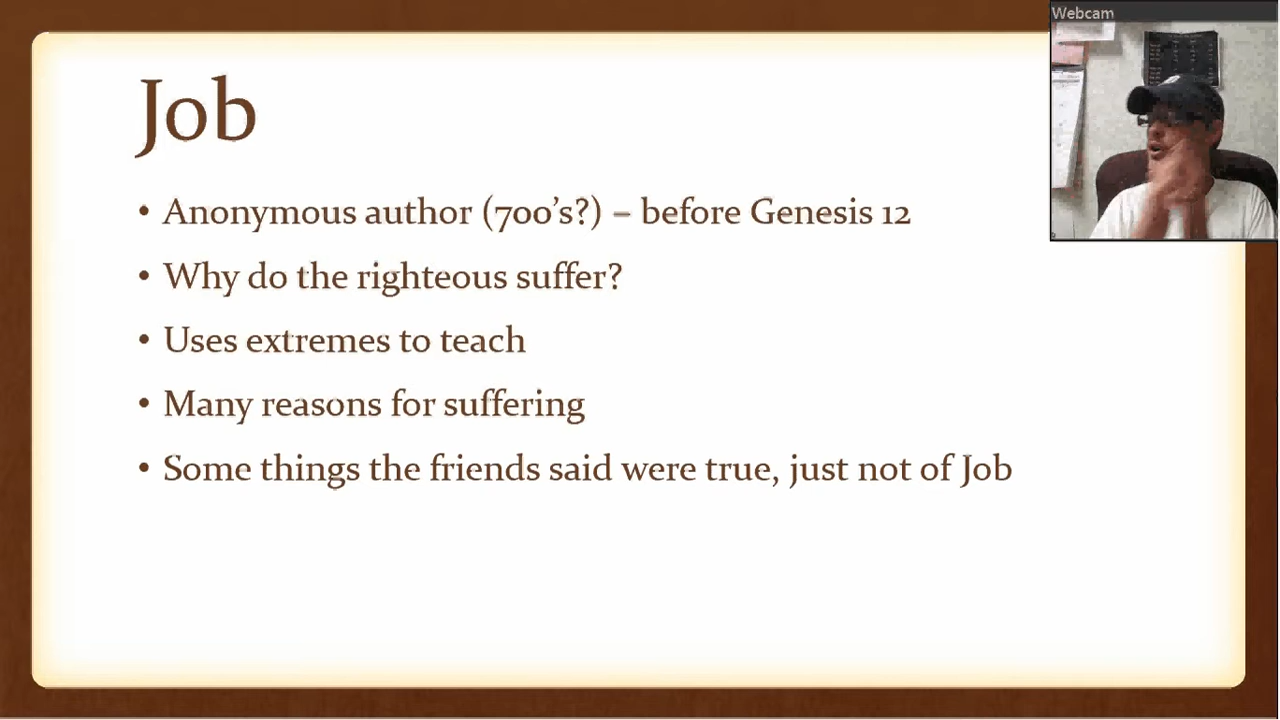 Webcam
Job
• Anonymous author (700's?) – before Genesis 12
• Why do the righteous suffer?
• Uses extremes to teach
• Many reasons for suffering
• Some things the friends said were true, just not of Job